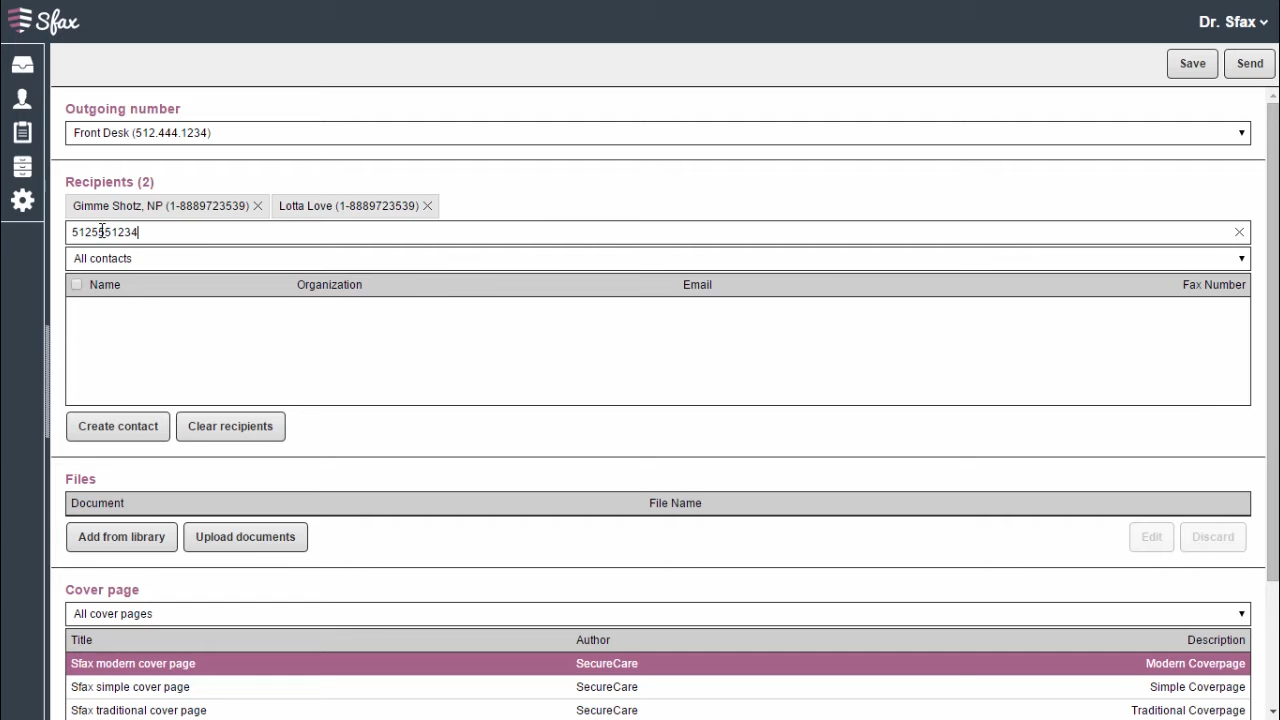 Sfax
Dr. Sfax
Save Send
Outgoing number
Front Desk (512.444.1234)
Recipients (2)
Gimme Shotz, NP (1-8889723539) Lotta Love (1-8889723539)
5125551234
All contacts
Name Organization Email Fax Number
Create contact Clear recipients
Files
Document File Name
Add from library Upload documents Edit Discard
Cover page
All cover pages
Title Author Description
Sfax modern cover page SecureCare Modern Coverpage
Sfax simple cover page SecureCare Simple Coverpage
Sfax traditional cover page SecureCare Traditional Coverpage